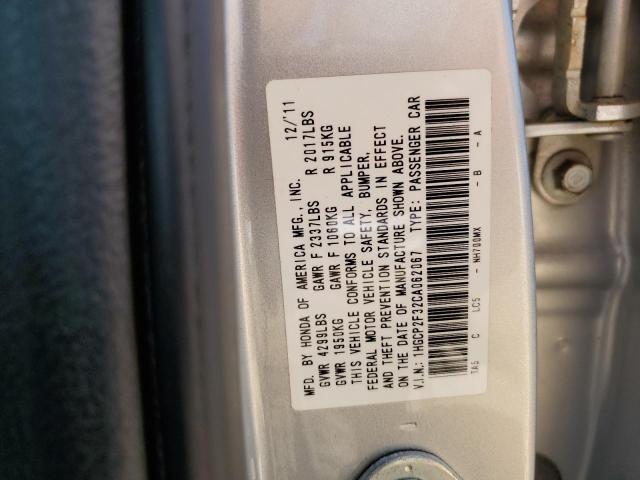 MFD. BY HONDA OF AMERICA MFG., INC. 12/'11
GVWR 4299LBS GAWR F 2337LBS R 2017LBS
GVWR 1950KG GAWR F 1060KG R 915KG
THIS VEHICLE CONFORMS TO ALL APPLICABLE
FEDERAL MOTOR VEHICLE SAFETY, BUMPER,
AND THEFT PREVENTION STANDARDS IN EFFECT
ON THE DATE OF MANUFACTURE SHOWN ABOVE.
V.I.N.: 1HGCP2F32CA062067 TYPE: PASSENGER CAR
TA5 C LC5 - NH700MX - B - A